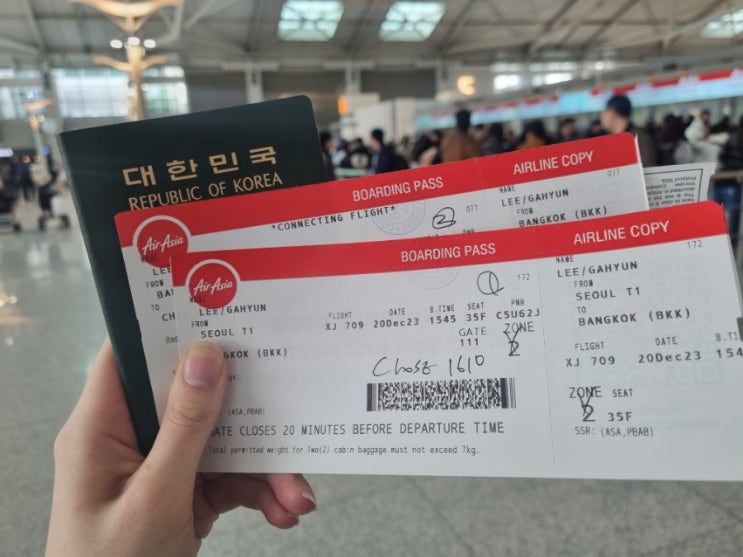 대한민국
REPUBLIC OF KOREA
BOARDING PASS
AIRLINE COPY
*CONNECTING FLIGHT*
077
2
077
NAME
LEE/GAHYUN
FROM
BANGKOK (BKK)
AirAsia
BOARDING PASS
AIRLINE COPY
AirAsia
1
172
172
NAME
LEE/GAHYUN
FROM
SEOUL T1
BANGKOK (BKK)
FLIGHT DATE B.TIME SEAT PNR
XJ 709 20Dec23 1545 35F C5U62J
GATE ZONE
111 2
Close 1610
(ASA,PBAB)
GATE CLOSES 20 MINUTES BEFORE DEPARTURE TIME
Total permitted weight for Two(2) cabin baggage must not exceed 7kg.
NAME
LEE/GAHYUN
FROM
SEOUL T1
TO
BANGKOK (BKK)
FLIGHT DATE
XJ 709 20Dec23
ZONE SEAT
2 35F
SSR: (ASA,PBAB)